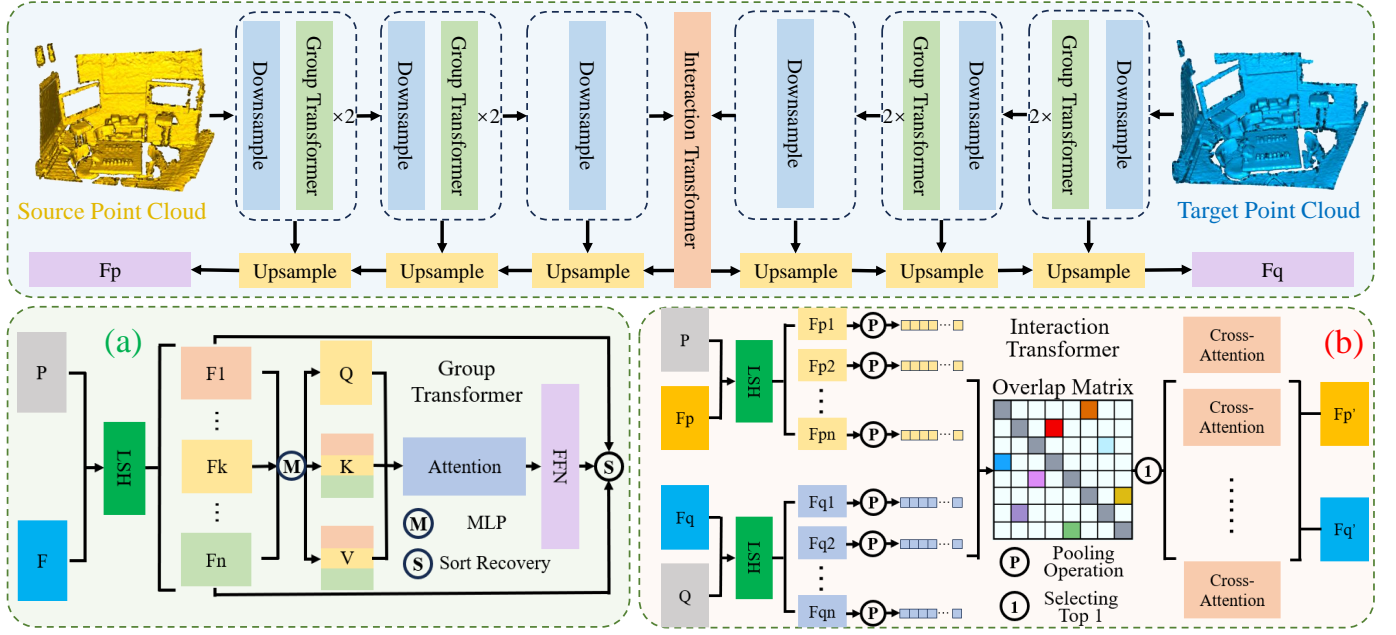 Downsample
Group Transformer
×2
Downsample
Group Transformer
×2
Downsample
Interaction Transformer
Downsample
2×
Group Transformer
Downsample
2×
Group Transformer
Downsample
Source Point Cloud
Target Point Cloud
Fp
Upsample
Upsample
Upsample
Upsample
Upsample
Upsample
Fq
(a)
P
F
LSH
F1
⋯
Fk
⋯
Fn
M
Q
K
V
Group
Transformer
Attention
FFN
S
M
MLP
S
Sort Recovery
(b)
P
Fp
LSH
Fp1
P
⋯
Fp2
P
⋯
Fpn
P
⋯
Fq
Q
LSH
Fq1
P
⋯
Fq2
P
⋯
Fqn
P
⋯
Interaction
Transformer
Overlap Matrix
P
Pooling
Operation
1
Selecting
Top 1
1
Cross-
Attention
Cross-
Attention
Cross-
Attention
Fp'
Fq'